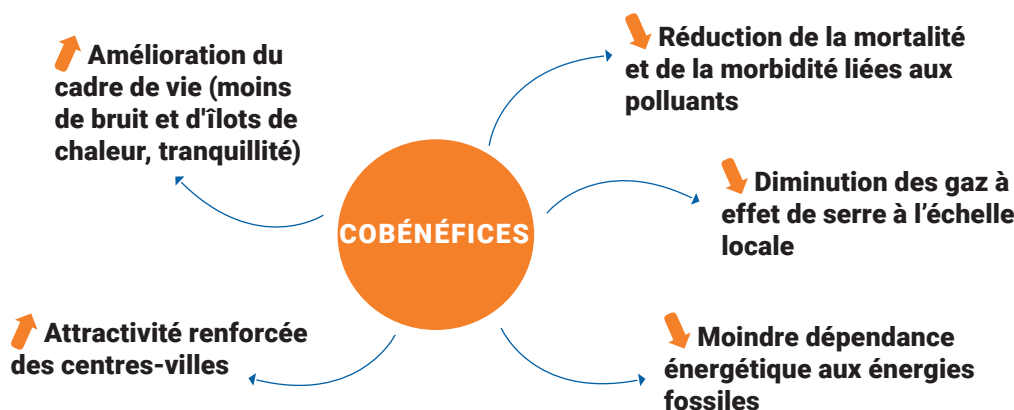 Amélioration du
cadre de vie (moins
de bruit et d'îlots de
chaleur, tranquillité)
Réduction de la mortalité
et de la morbidité liées aux
polluants
COBÉNÉFICES
Diminution des gaz à
effet de serre à l’échelle
locale
Attractivité renforcée
des centres-villes
Moindre dépendance
énergétique aux énergies
fossiles